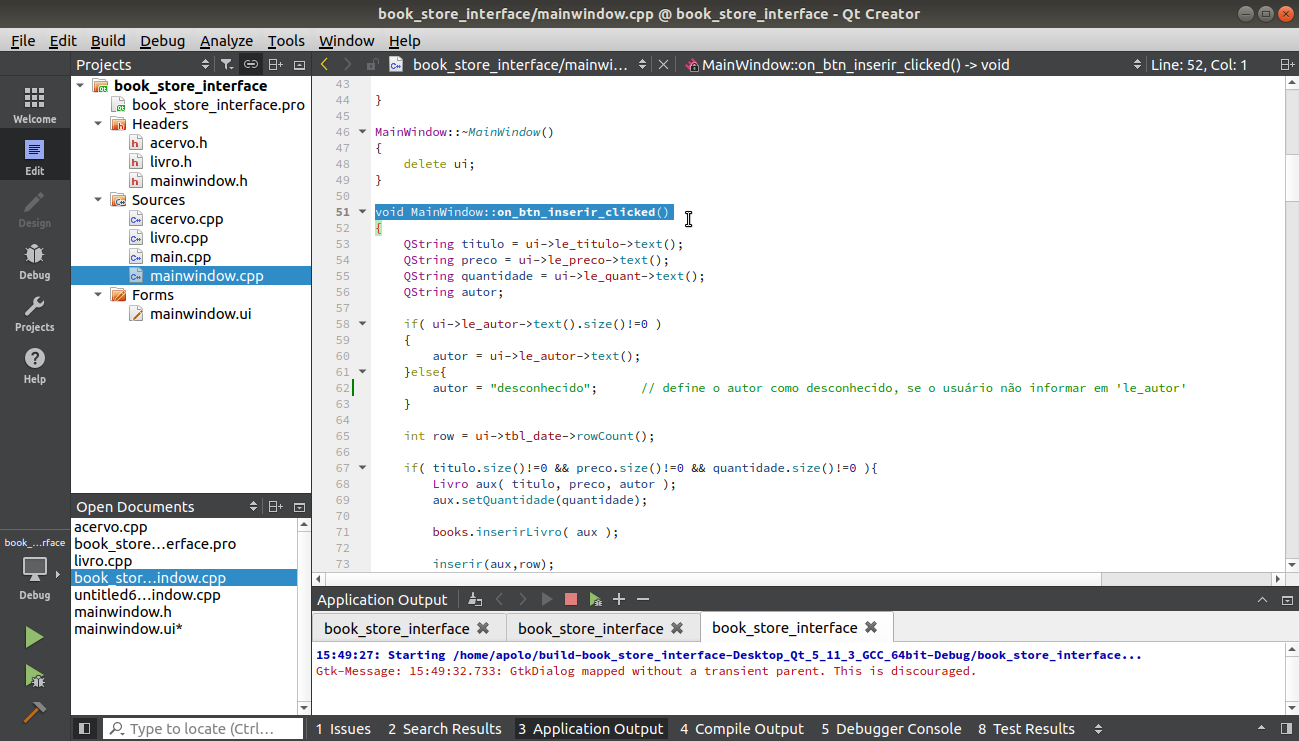 book_store_interface/mainwindow.cpp @ book_store_interface - Qt Creator
File Edit Build Debug Analyze Tools Window Help
Projects
book_store_interface/mainwi...
MainWindow::on_btn_inserir_clicked() -> void
Line: 52, Col: 1
Welcome
Edit
Design
Debug
Projects
Help
book_store_interface
book_store_interface.pro
Headers
acervo.h
livro.h
mainwindow.h
Sources
acervo.cpp
livro.cpp
main.cpp
mainwindow.cpp
Forms
mainwindow.ui
Open Documents
acervo.cpp
book_store...erface.pro
livro.cpp
book_stor...indow.cpp
untitled6...indow.cpp
mainwindow.h
mainwindow.ui*
book_...rface
Debug
43
44 }
45
46 MainWindow::~MainWindow()
47 {
48     delete ui;
49 }
50
51 void MainWindow::on_btn_inserir_clicked()
52 {
53     QString titulo = ui->le_titulo->text();
54     QString preco = ui->le_preco->text();
55     QString quantidade = ui->le_quant->text();
56     QString autor;
57
58     if( ui->le_autor->text().size()!=0 )
59     {
60         autor = ui->le_autor->text();
61     }else{
62         autor = "desconhecido";      // define o autor como desconhecido, se o usuário não informar em 'le_autor'
63     }
64
65     int row = ui->tbl_date->rowCount();
66
67     if( titulo.size()!=0 && preco.size()!=0 && quantidade.size()!=0 ){
68         Livro aux( titulo, preco, autor );
69         aux.setQuantidade(quantidade);
70
71         books.inserirLivro( aux );
72
73         inserir(aux,row);
Application Output
book_store_interface book_store_interface book_store_interface
15:49:27: Starting /home/apolo/build-book_store_interface-Desktop_Qt_5_11_3_GCC_64bit-Debug/book_store_interface...
Gtk-Message: 15:49:32.733: GtkDialog mapped without a transient parent. This is discouraged.
Type to locate (Ctrl...
1 Issues 2 Search Results 3 Application Output 4 Compile Output 5 Debugger Console 8 Test Results